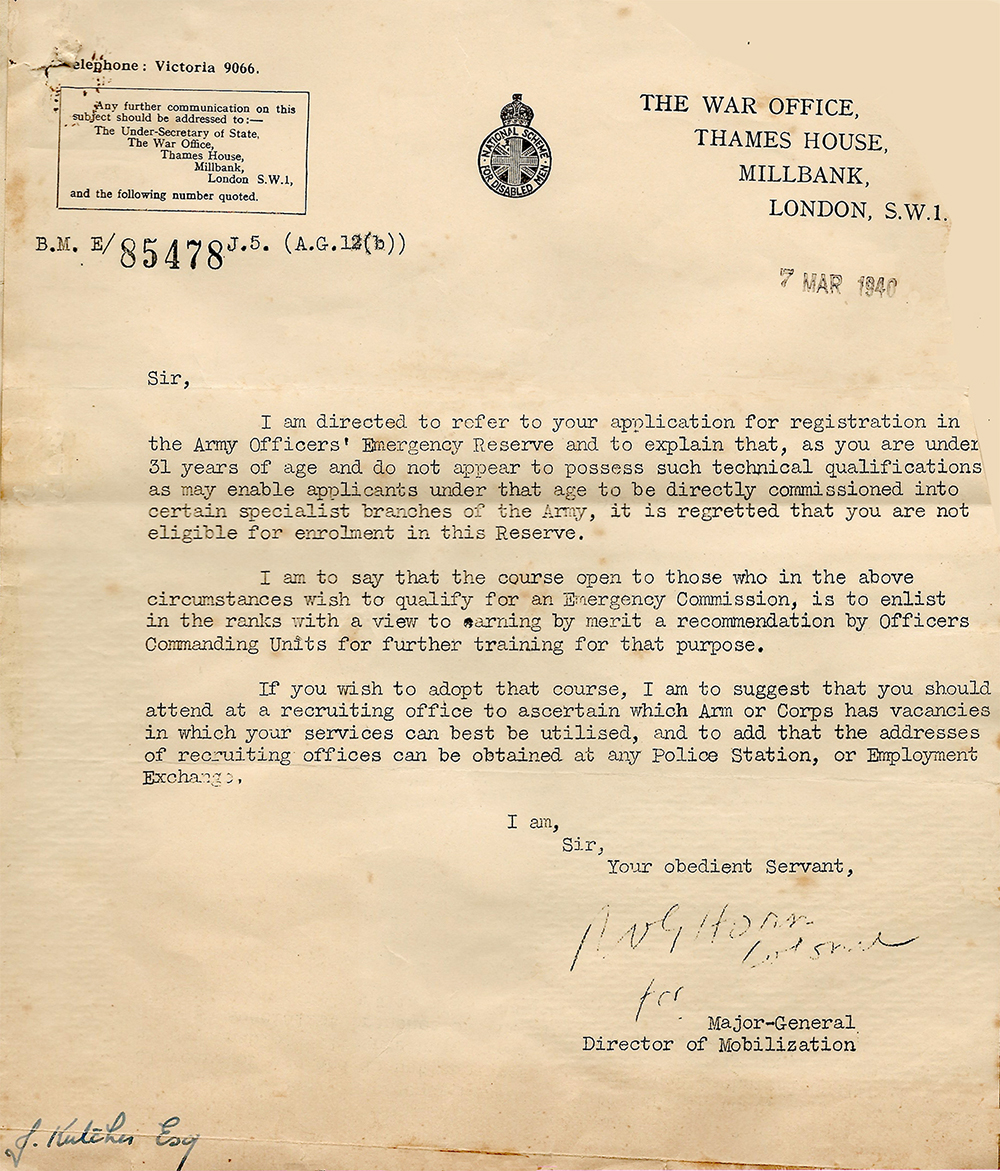 elephone : Victoria 9066.
Any further communication on this
subject should be addressed to:—
The Under-Secretary of State,
The War Office,
Thames House,
Millbank,
London S.W.1,
and the following number quoted.
NATIONAL SCHEME
FOR DISABLED MEN
THE WAR OFFICE,
THAMES HOUSE,
MILLBANK,
LONDON, S.W.1.
B.M. E/85478 J.5. (A.G.12(b))
7 MAR 1940
Sir,
I am directed to refer to your application for registration in
the Army Officers' Emergency Reserve and to explain that, as you are under
31 years of age and do not appear to possess such technical qualifications
as may enable applicants under that age to be directly commissioned into
certain specialist branches of the Army, it is regretted that you are not
eligible for enrolment in this Reserve.
I am to say that the course open to those who in the above
circumstances wish to qualify for an Emergency Commission, is to enlist
in the ranks with a view to earning by merit a recommendation by Officers
Commanding Units for further training for that purpose.
If you wish to adopt that course, I am to suggest that you should
attend at a recruiting office to ascertain which Arm or Corps has vacancies
in which your services can best be utilised, and to add that the addresses
of recruiting offices can be obtained at any Police Station, or Employment
Exchange.
I am,
Sir,
Your obedient Servant,
Horn
Colonel
for
Major-General
Director of Mobilization
J. Esq